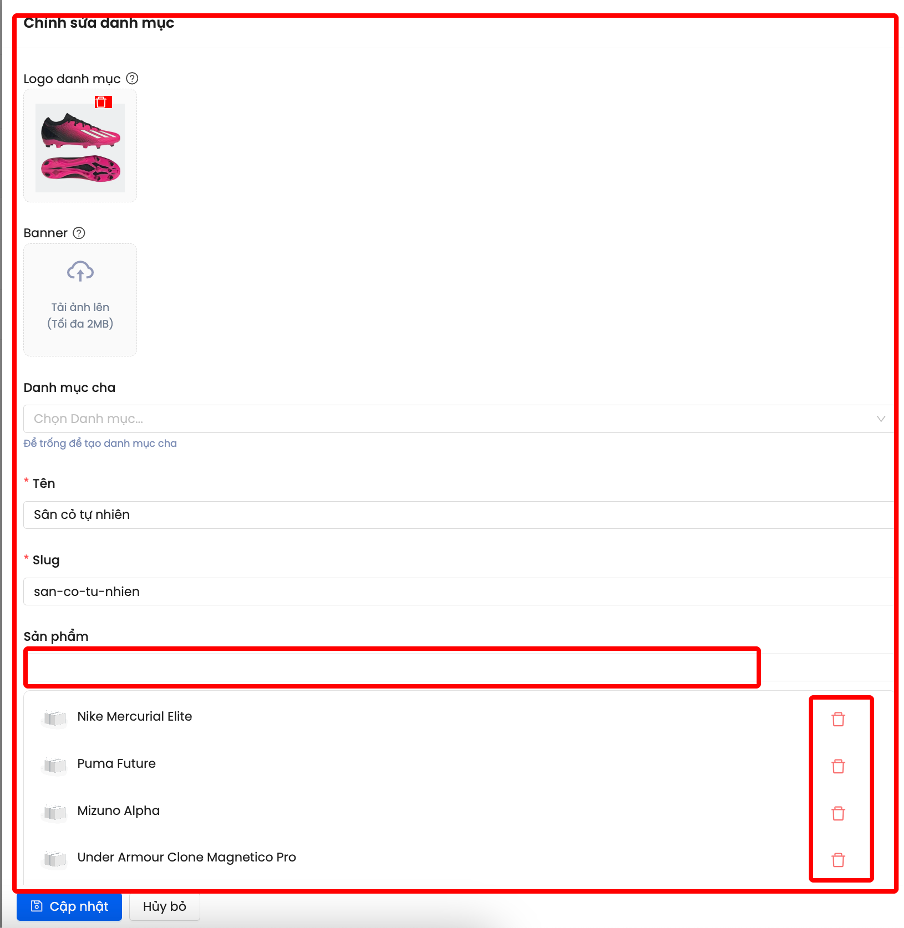 Chỉnh sửa danh mục
Logo danh mục
Banner
Tải ảnh lên
(Tối đa 2MB)
Danh mục cha
Chọn Danh mục...
Để trống để tạo danh mục cha
* Tên
Sân cỏ tự nhiên
* Slug
san-co-tu-nhien
Sản phẩm
Nike Mercurial Elite
Puma Future
Mizuno Alpha
Under Armour Clone Magnetico Pro
Cập nhật
Hủy bỏ